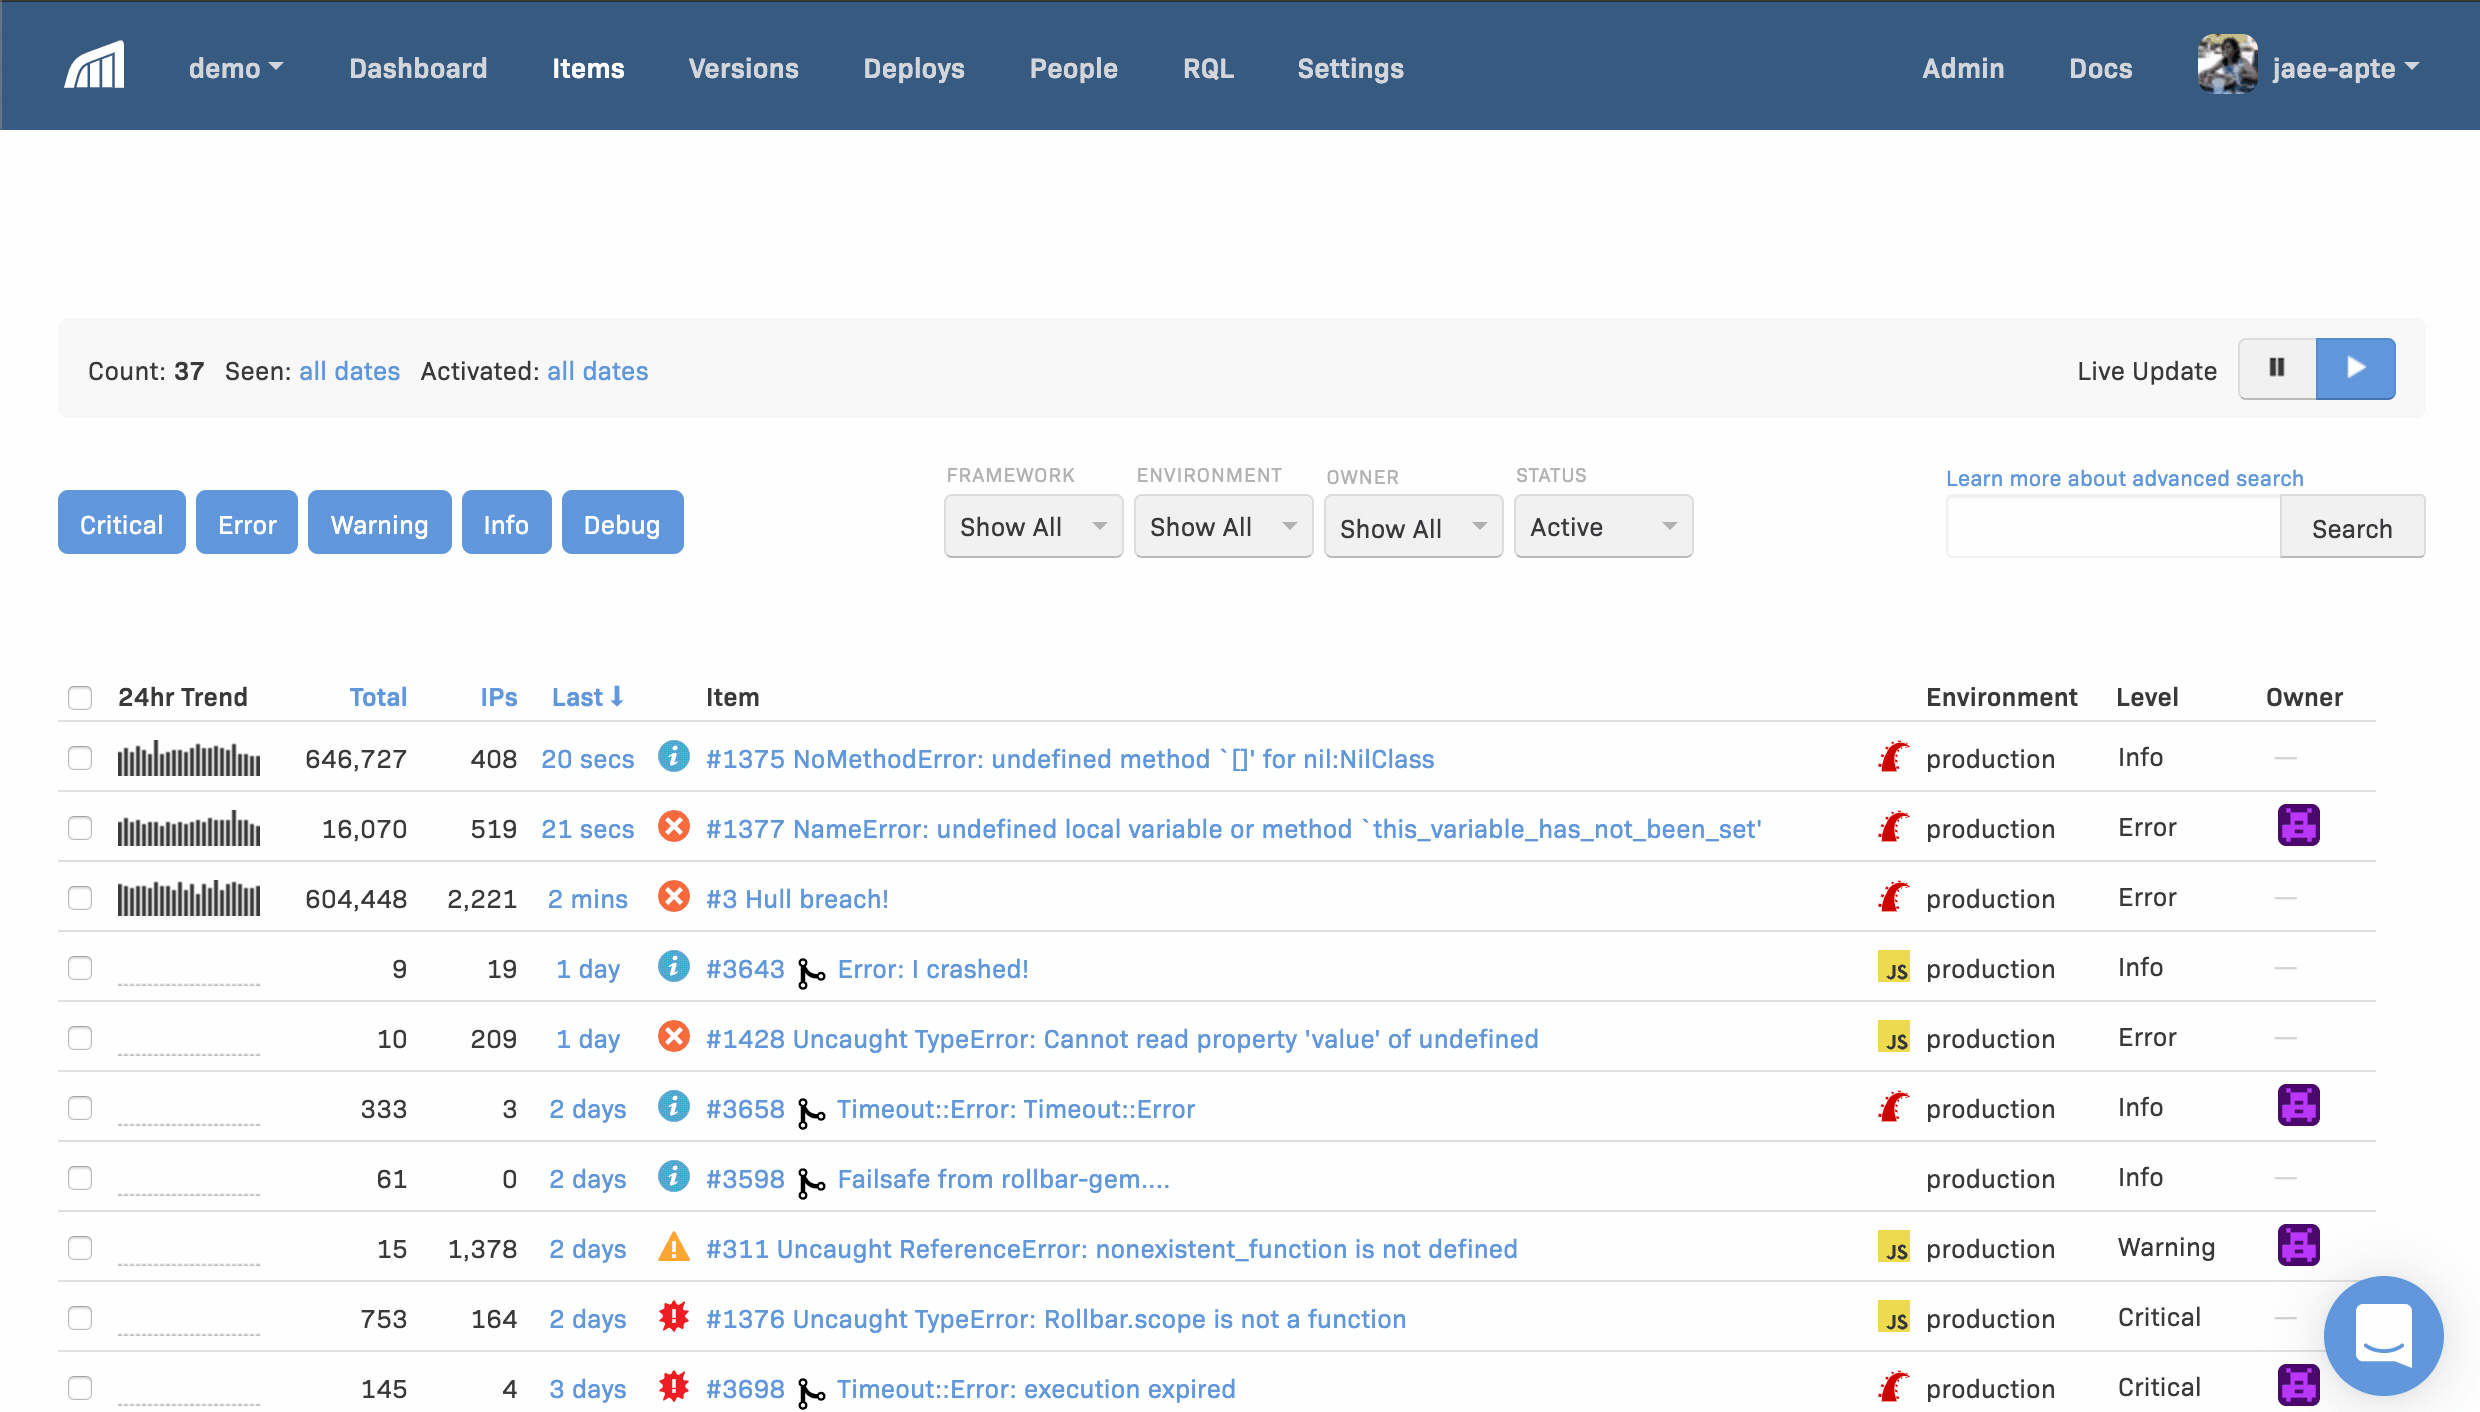 demo Dashboard Items Versions Deploys People RQL Settings Admin Docs jaee-apte
Count: 37 Seen: all dates Activated: all dates Live Update
FRAMEWORK ENVIRONMENT OWNER STATUS Learn more about advanced search
Critical Error Warning Info Debug Show All Show All Show All Active Search
24hr Trend Total IPs Last Item Environment Level Owner
646,727 408 20 secs #1375 NoMethodError: undefined method `[]' for nil:NilClass production Info —
16,070 519 21 secs #1377 NameError: undefined local variable or method `this_variable_has_not_been_set' production Error
604,448 2,221 2 mins #3 Hull breach! production Error —
9 19 1 day #3643 Error: I crashed! JS production Info —
10 209 1 day #1428 Uncaught TypeError: Cannot read property 'value' of undefined JS production Error —
333 3 2 days #3658 Timeout::Error: Timeout::Error production Info
61 0 2 days #3598 Failsafe from rollbar-gem.... production Info —
15 1,378 2 days #311 Uncaught ReferenceError: nonexistent_function is not defined JS production Warning
753 164 2 days #1376 Uncaught TypeError: Rollbar.scope is not a function JS production Critical —
145 4 3 days #3698 Timeout::Error: execution expired production Critical